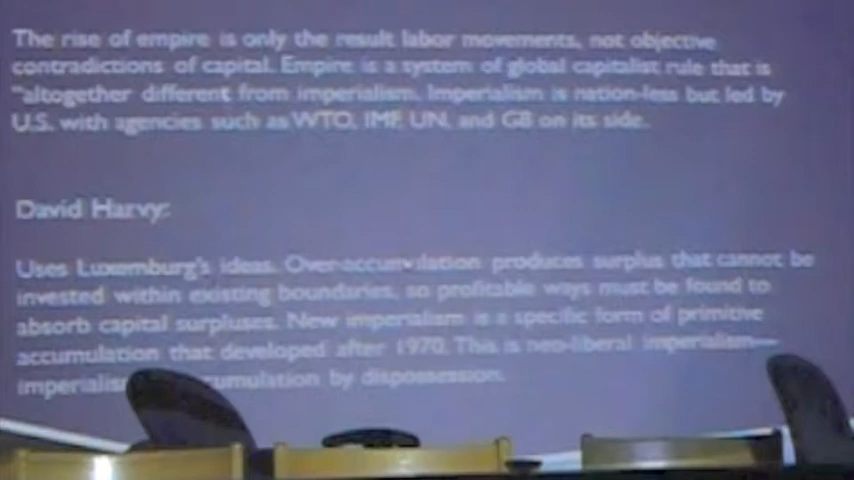 The rise of empire is only the result labor movements, not objective
contradictions of capital. Empire is a system of global capitalist rule that is
"altogether different from imperialism. Imperialism is nation-less but led by
U.S. with agencies such as WTO, IMF, UN, and G8 on its side.
David Harvy:
Uses Luxemburg's ideas. Over-accumulation produces surplus that cannot be
invested within existing boundaries, so profitable ways must be found to
absorb capital surpluses. New imperialism is a specific form of primitive
accumulation that developed after 1970. This is neo-liberal imperialism—
by dispossession.